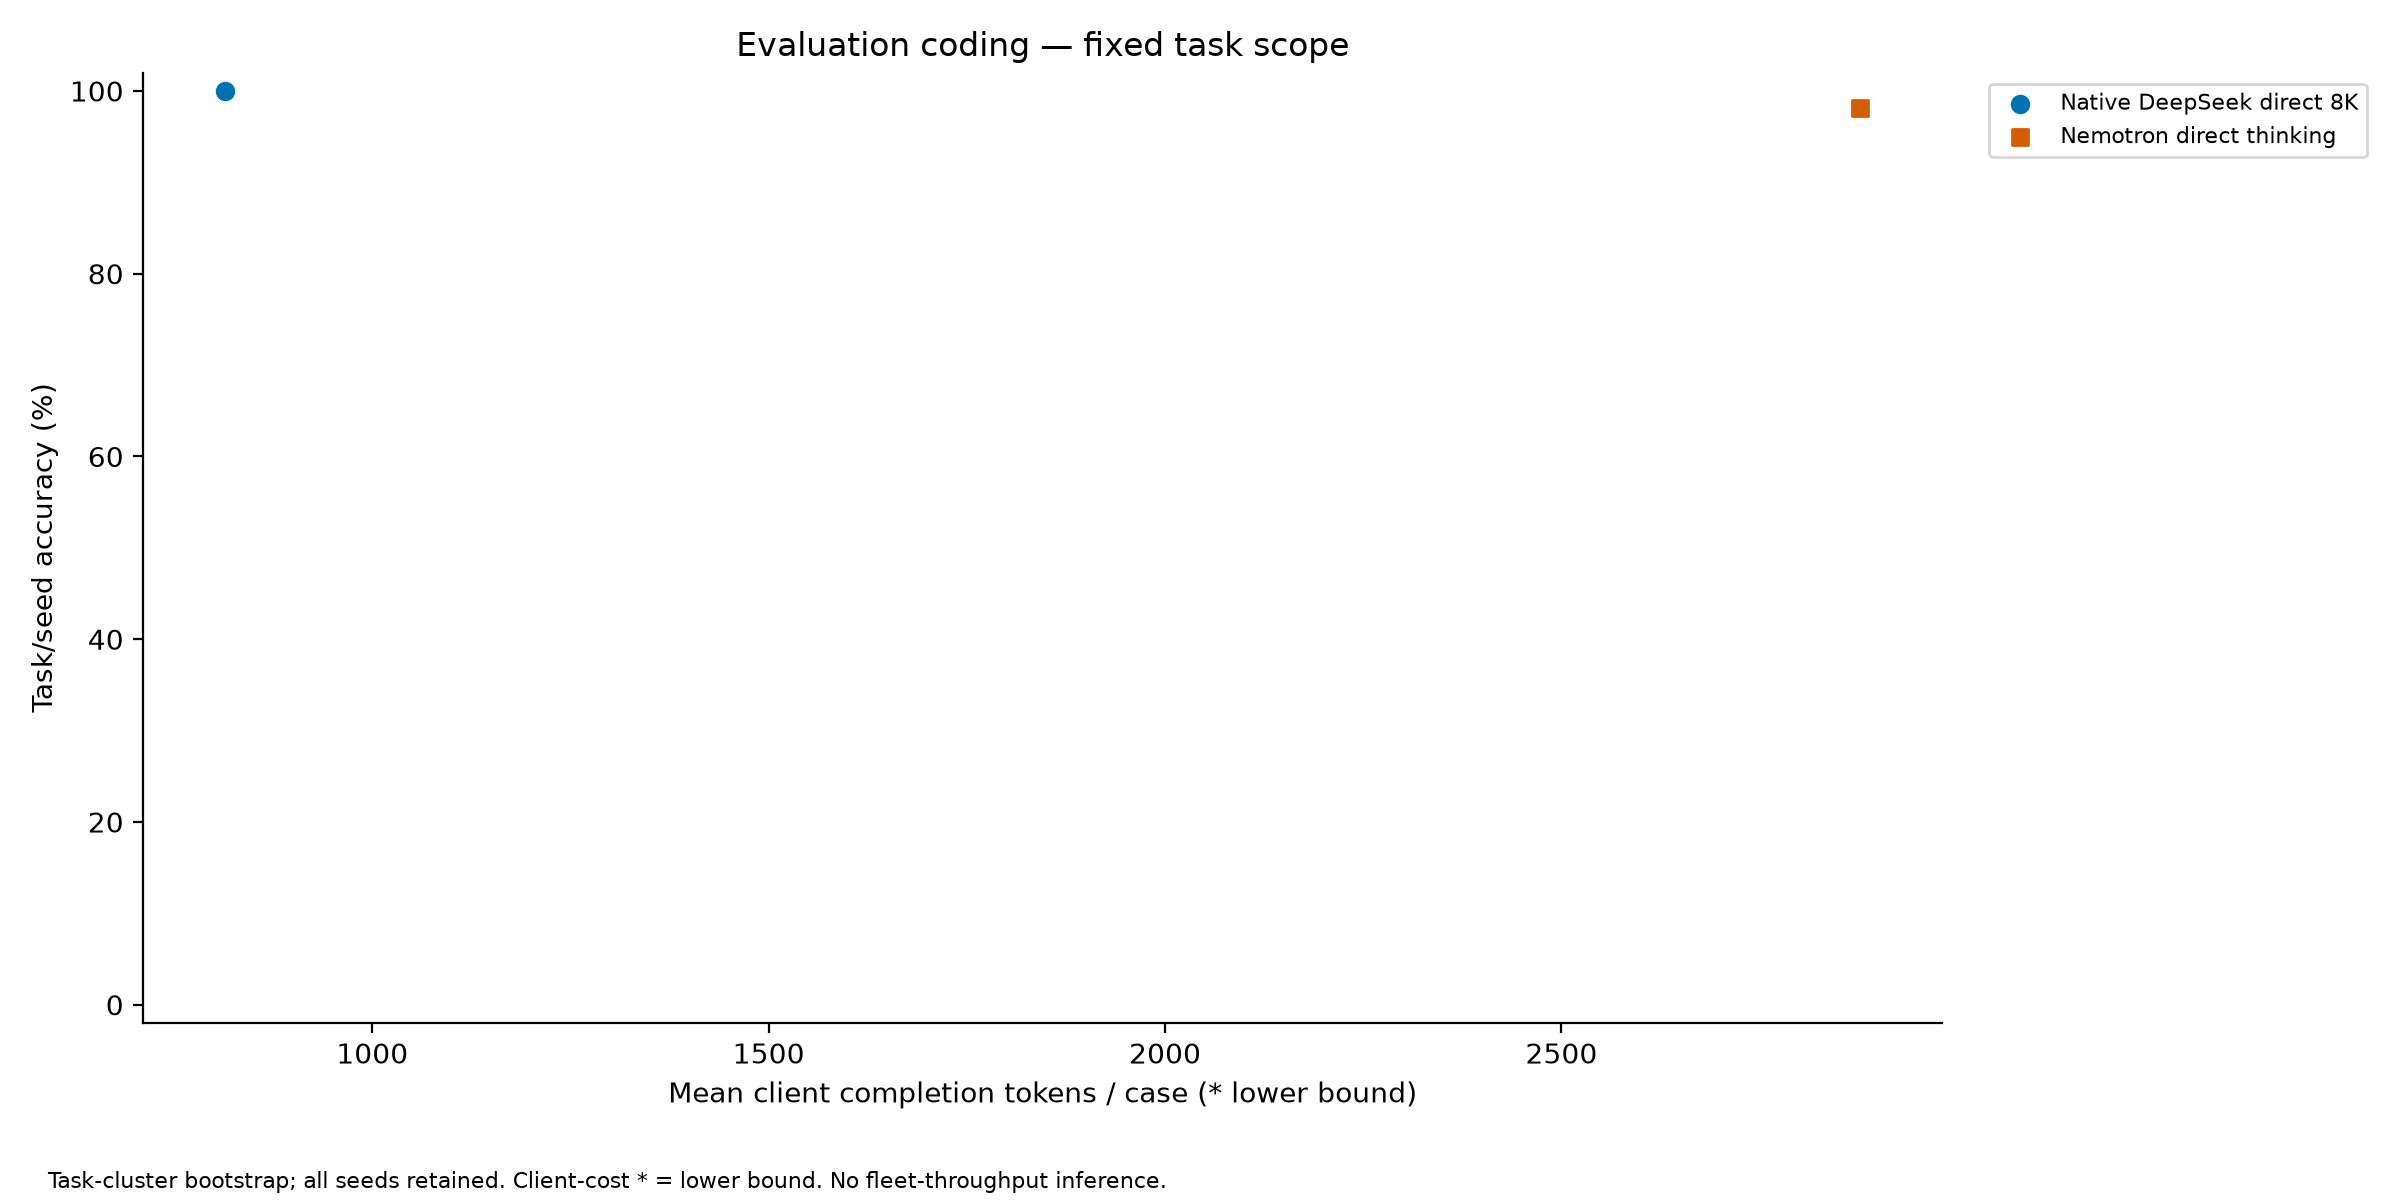 Evaluation coding — fixed task scope
Native DeepSeek direct 8K
Nemotron direct thinking
Task/seed accuracy (%)
100
80
60
40
20
0
1000 1500 2000 2500
Mean client completion tokens / case (* lower bound)
Task-cluster bootstrap; all seeds retained. Client-cost * = lower bound. No fleet-throughput inference.